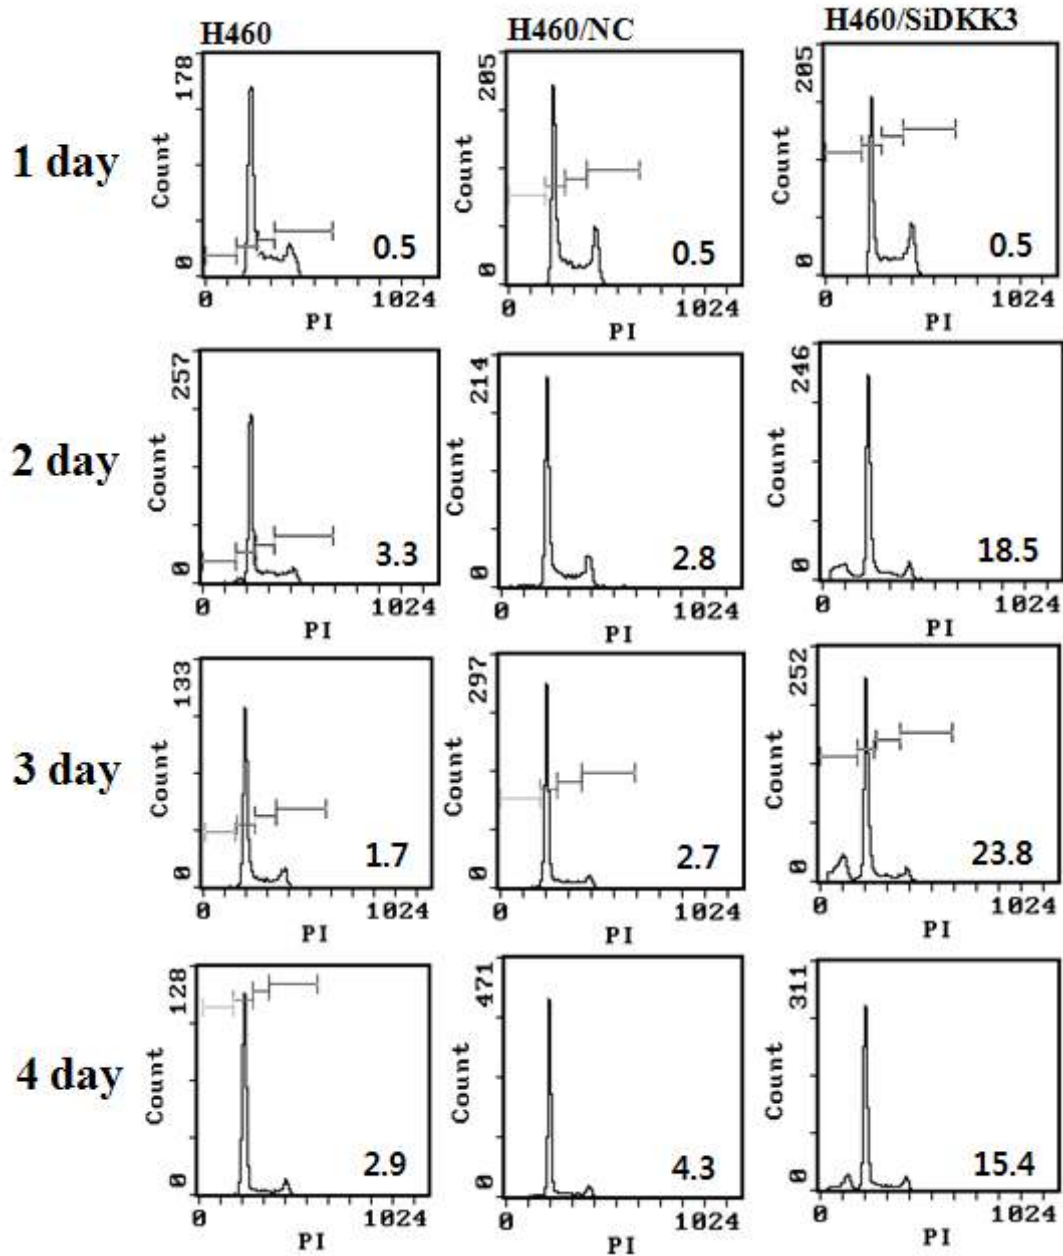 H460 H460/NC H460/SiDKK3
1 day
178 Count 0 0.5 0 1024 PI
205 Count 0 0.5 0 1024 PI
205 Count 0 0.5 0 1024 PI
2 day
257 Count 0 3.3 0 1024 PI
214 Count 0 2.8 0 1024 PI
246 Count 0 18.5 0 1024 PI
3 day
133 Count 0 1.7 0 1024 PI
297 Count 0 2.7 0 1024 PI
252 Count 0 23.8 0 1024 PI
4 day
128 Count 0 2.9 0 1024 PI
471 Count 0 4.3 0 1024 PI
311 Count 0 15.4 0 1024 PI